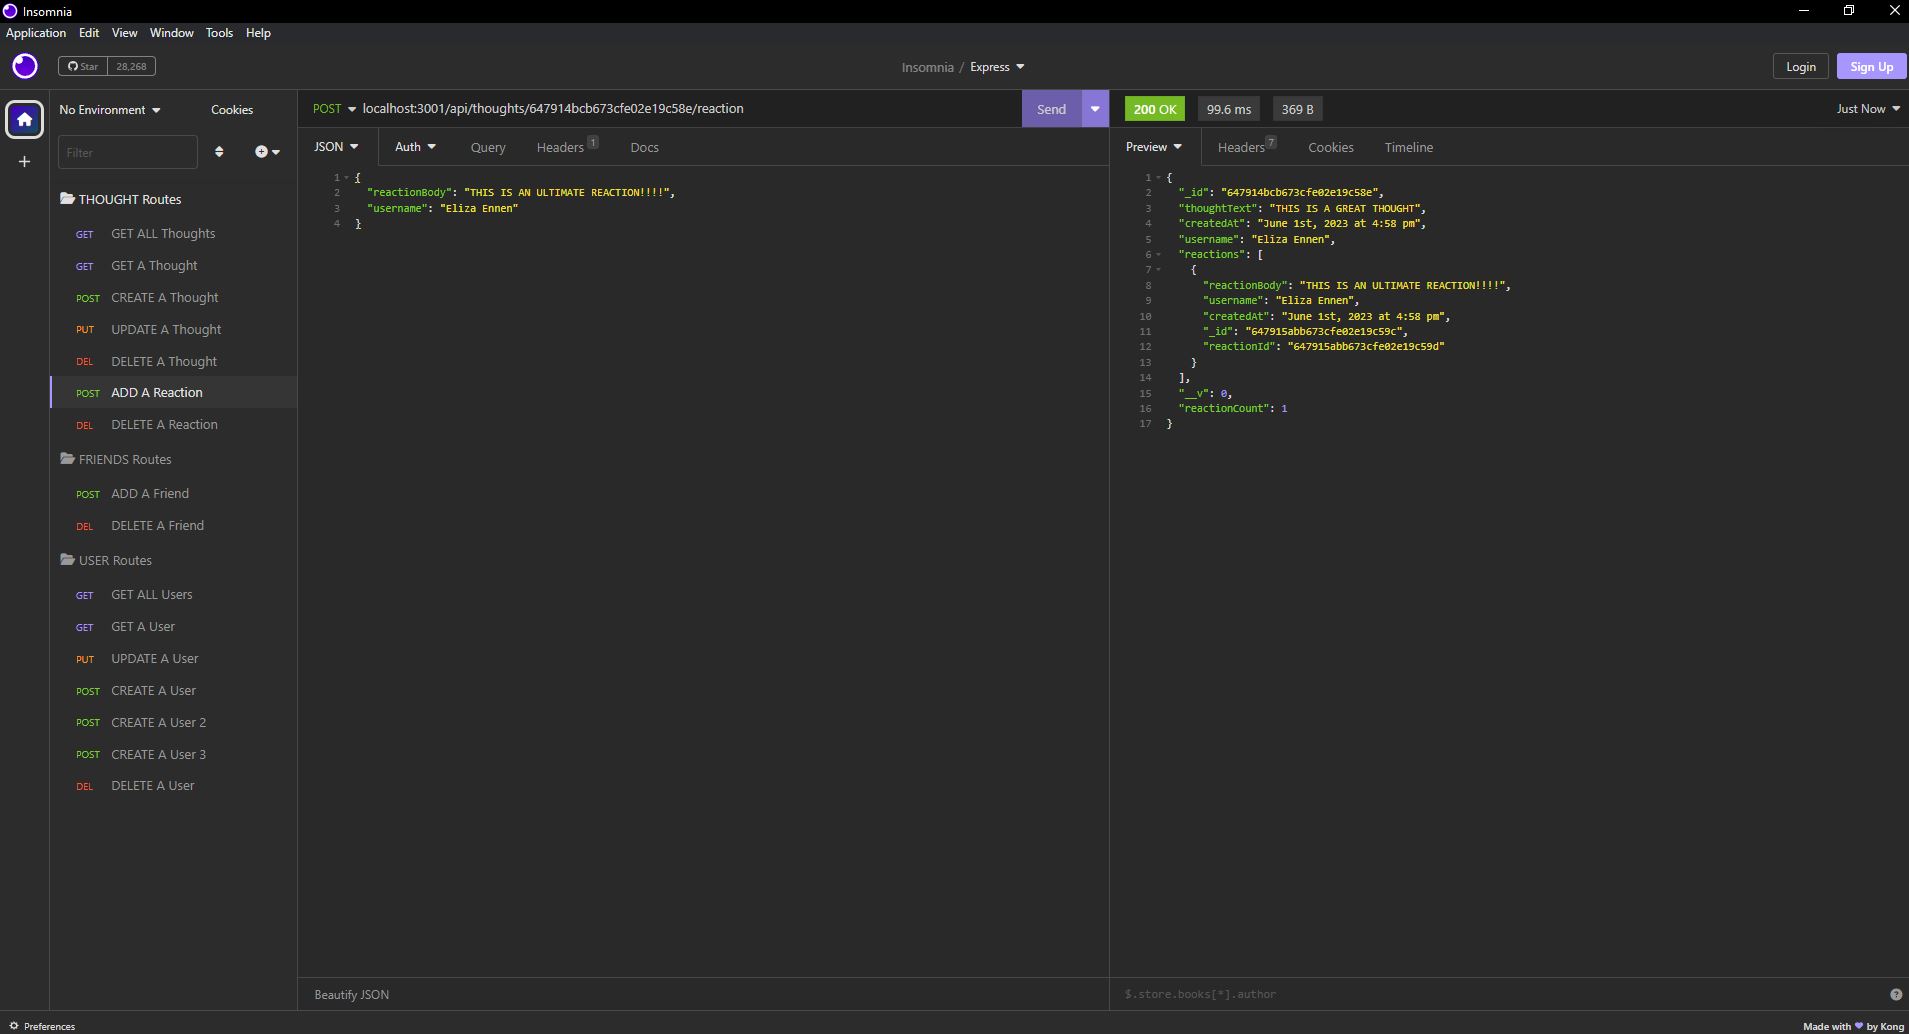 Insomnia
Application Edit View Window Tools Help
Star 28,268
Insomnia / Express
Login Sign Up
No Environment Cookies
Filter
THOUGHT Routes
GET GET ALL Thoughts
GET GET A Thought
POST CREATE A Thought
PUT UPDATE A Thought
DEL DELETE A Thought
POST ADD A Reaction
DEL DELETE A Reaction
FRIENDS Routes
POST ADD A Friend
DEL DELETE A Friend
USER Routes
GET GET ALL Users
GET GET A User
PUT UPDATE A User
POST CREATE A User
POST CREATE A User 2
POST CREATE A User 3
DEL DELETE A User
POST localhost:3001/api/thoughts/647914bcb673cfe02e19c58e/reaction Send
JSON Auth Query Headers 1 Docs
1 {
2 "reactionBody": "THIS IS AN ULTIMATE REACTION!!!!",
3 "username": "Eliza Ennen"
4 }
Beautify JSON
200 OK 99.6 ms 369 B Just Now
Preview Headers 7 Cookies Timeline
1 {
2 "_id": "647914bcb673cfe02e19c58e",
3 "thoughtText": "THIS IS A GREAT THOUGHT",
4 "createdAt": "June 1st, 2023 at 4:58 pm",
5 "username": "Eliza Ennen",
6 "reactions": [
7 {
8 "reactionBody": "THIS IS AN ULTIMATE REACTION!!!!",
9 "username": "Eliza Ennen",
10 "createdAt": "June 1st, 2023 at 4:58 pm",
11 "_id": "647915abb673cfe02e19c59c",
12 "reactionId": "647915abb673cfe02e19c59d"
13 }
14 ],
15 "__v": 0,
16 "reactionCount": 1
17 }
$.store.books[*].author
Preferences
Made with 💜 by Kong